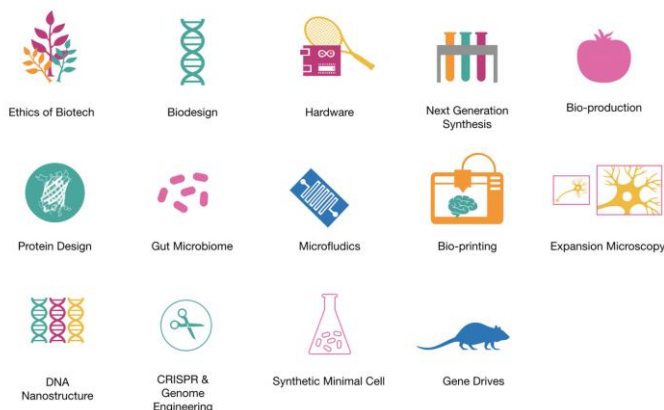 Ethics of Biotech
Biodesign
Hardware
Next Generation
Synthesis
Bio-production
Protein Design
Gut Microbiome
Microfludics
Bio-printing
Expansion Microscopy
DNA
Nanostructure
CRISPR &
Genome
Engineering
Synthetic Minimal Cell
Gene Drives